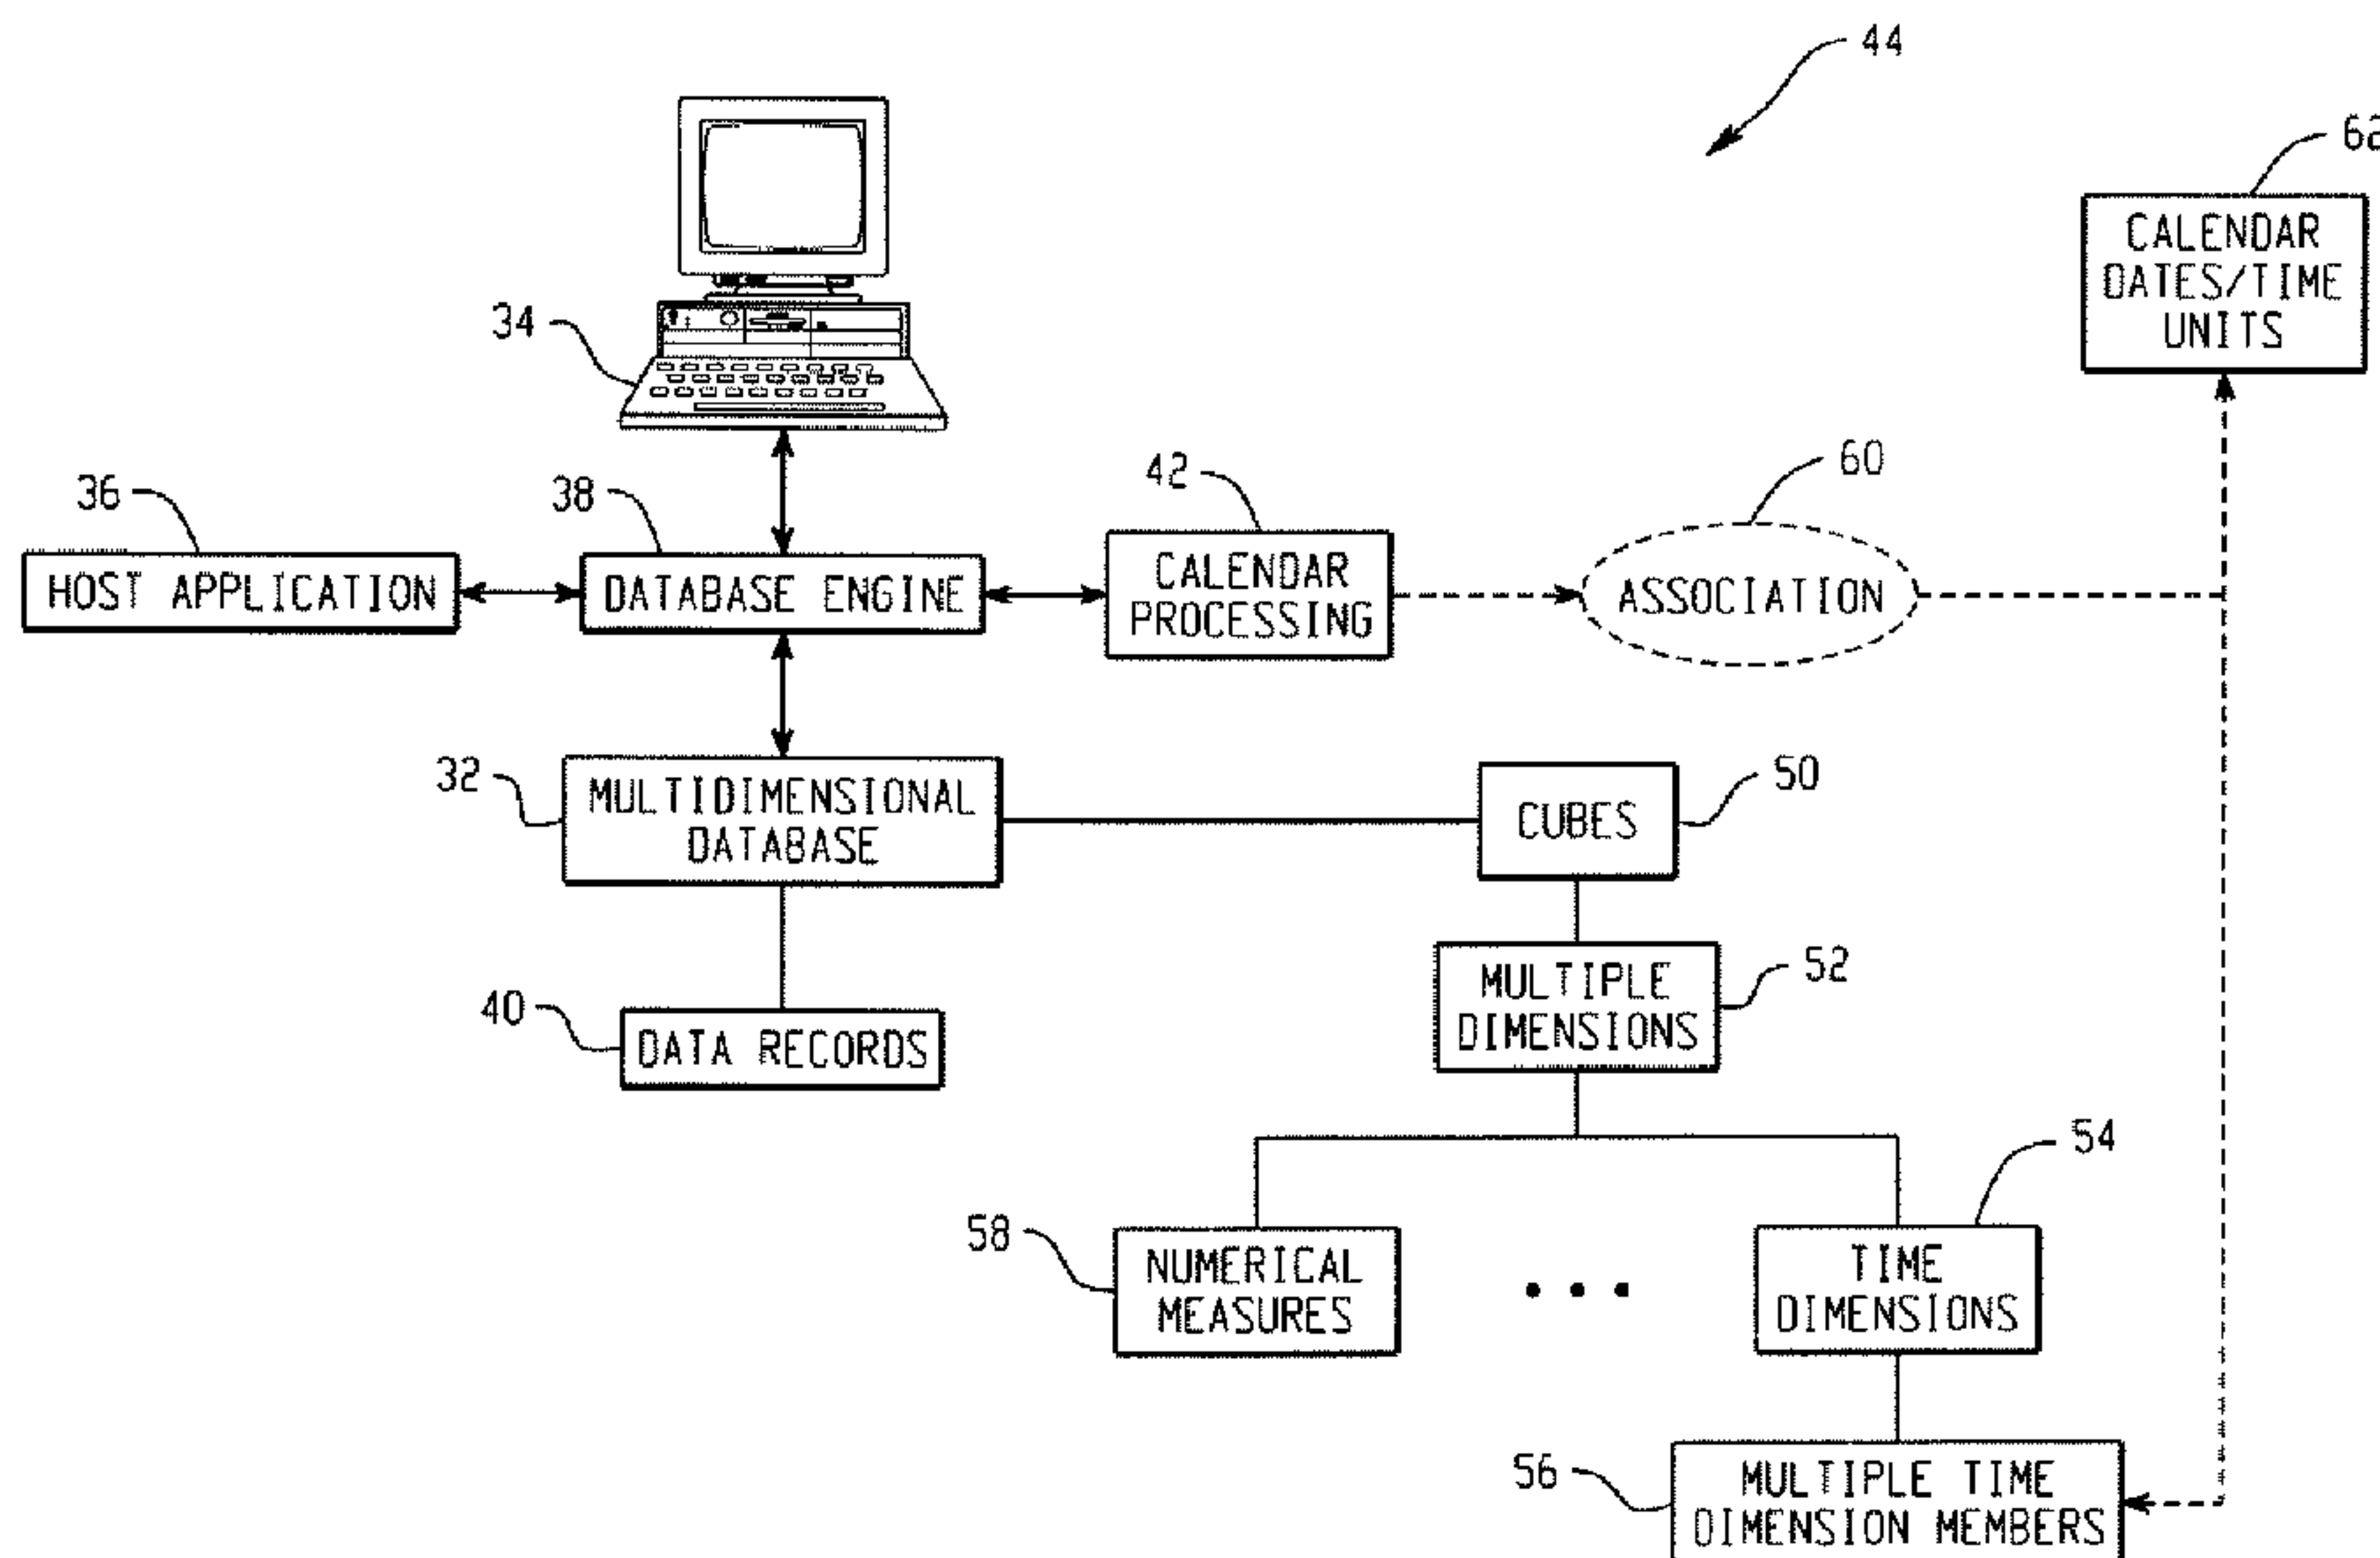 44
62
CALENDAR
DATES/TIME
UNITS
34
36
38
42
60
HOST APPLICATION
DATABASE ENGINE
CALENDAR
PROCESSING
ASSOCIATION
32
MULTIDIMENSIONAL
DATABASE
50
CUBES
52
MULTIPLE
DIMENSIONS
40
DATA RECORDS
54
58
NUMERICAL
MEASURES
• • •
TIME
DIMENSIONS
56
MULTIPLE TIME
DIMENSION MEMBERS